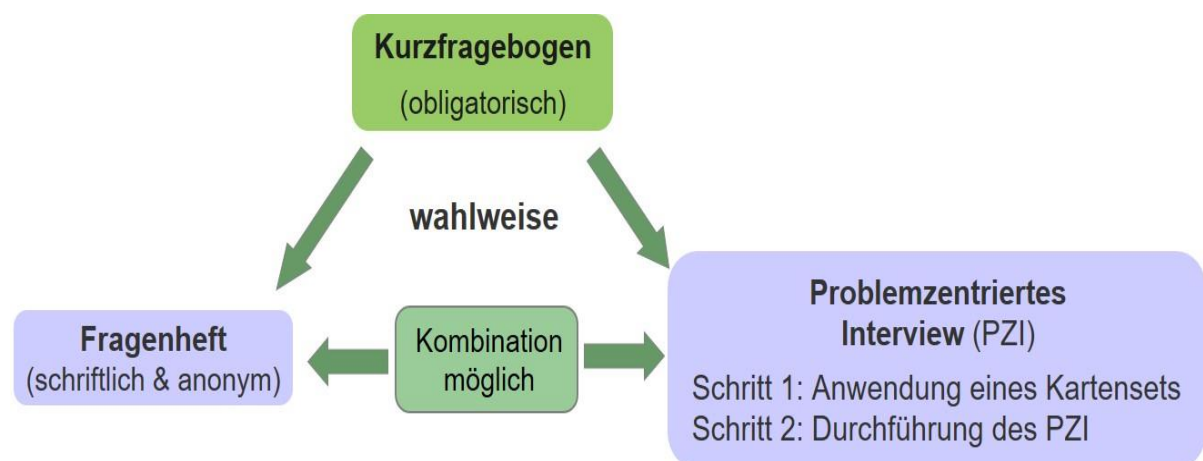 Kurzfragebogen
(obligatorisch)
wahlweise
Fragenheft
(schriftlich & anonym)
Kombination
möglich
Problemzentriertes
Interview (PZI)
Schritt 1: Anwendung eines Kartensets
Schritt 2: Durchführung des PZI